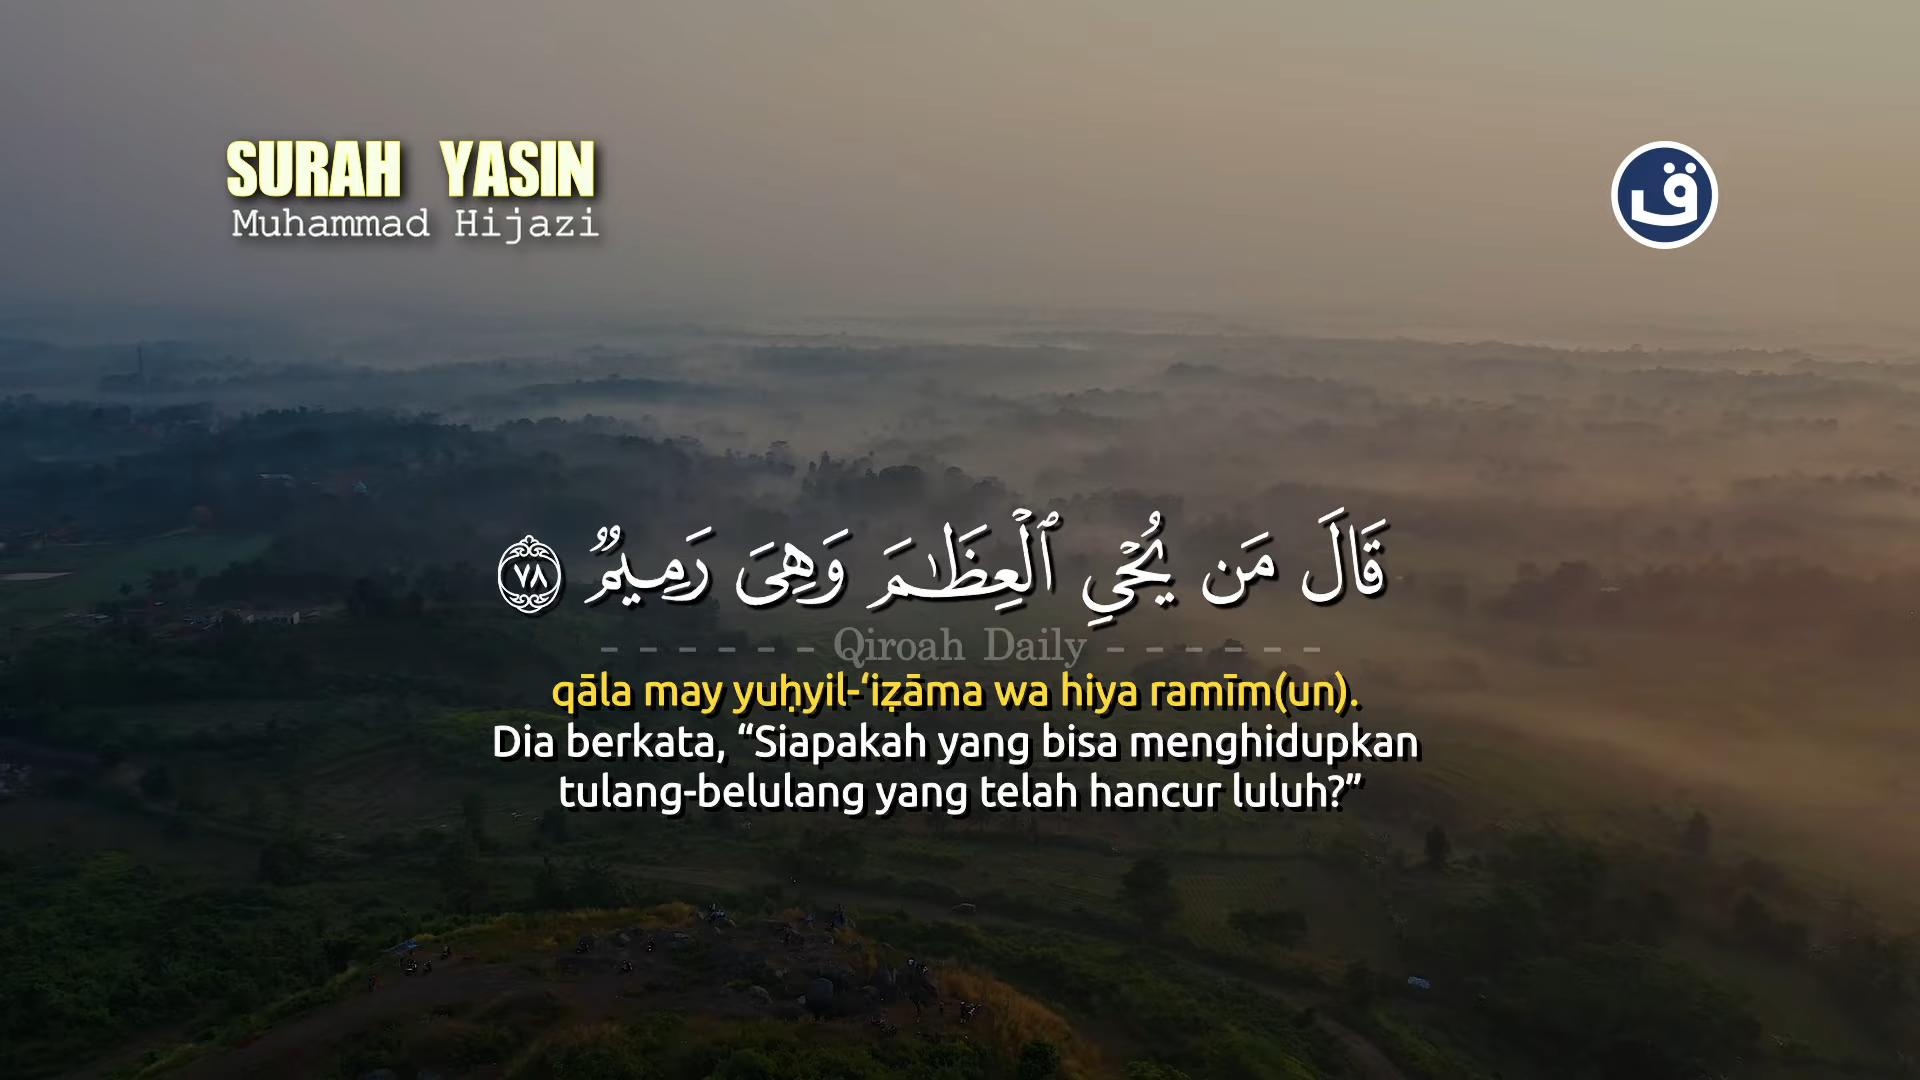 SURAH YASIN
Muhammad Hijazi
ق
قَالَ مَن يُحْيِ ٱلْعِظَـٰمَ وَهِىَ رَمِيمٌ ٧٨
- - - - - - Qiroah Daily - - - - - -
qāla may yuḥyil-‘iẓāma wa hiya ramīm(un).
Dia berkata, “Siapakah yang bisa menghidupkan
tulang-belulang yang telah hancur luluh?”